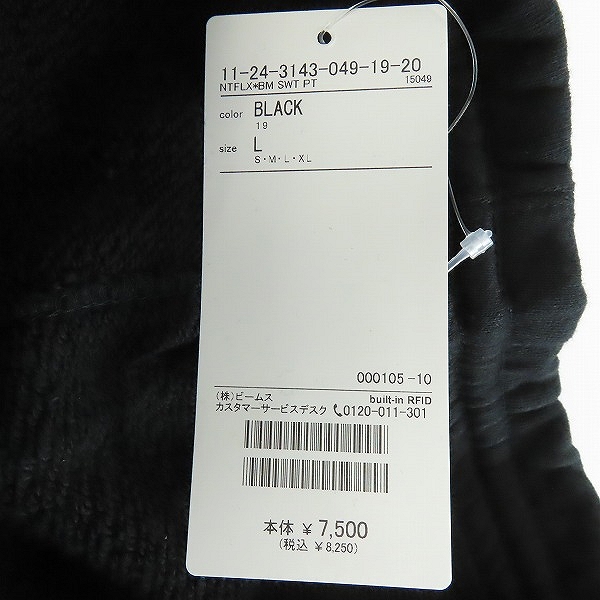 11-24-3143-049-19-20
NTFLX*BM SWT PT 15049
color BLACK
19
size L
S・M・L・XL
000105-10
(株)ビームス built-in RFID
カスタマーサービスデスク 📞0120-011-301
本体 ¥ 7,500
(税込 ¥ 8,250)